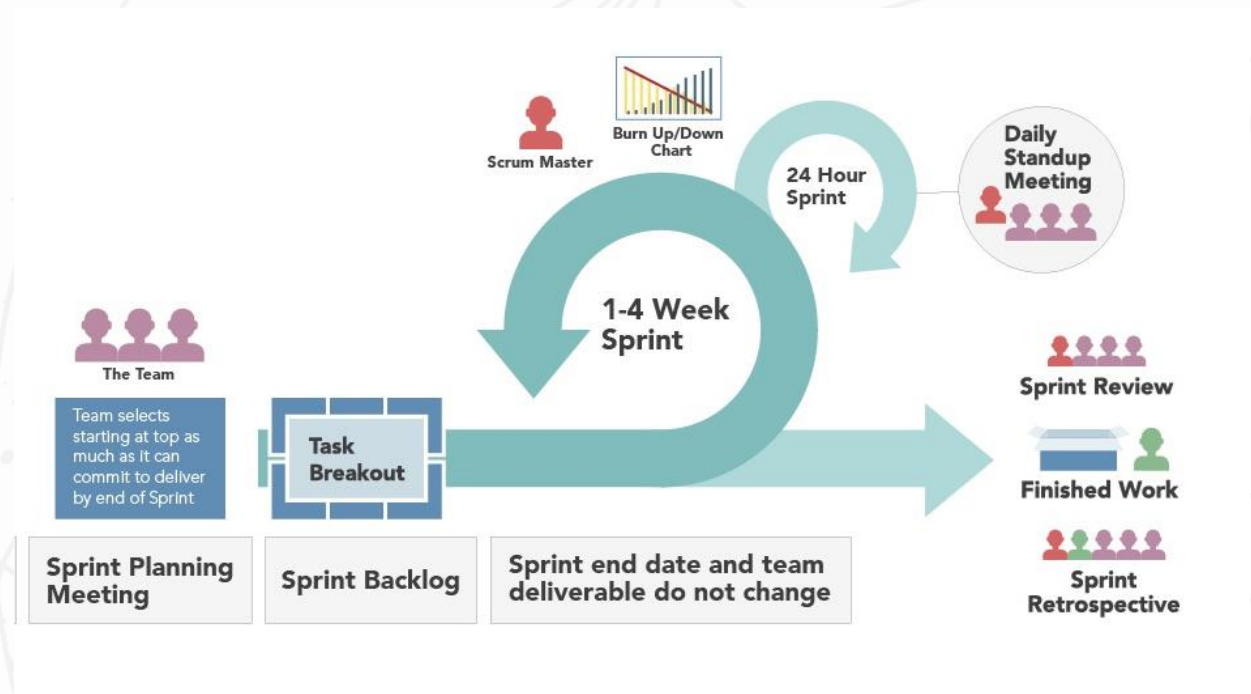 Scrum Master
Burn Up/Down
Chart
24 Hour
Sprint
Daily
Standup
Meeting
1-4 Week
Sprint
The Team
Team selects
starting at top as
much as it can
commit to deliver
by end of Sprint
Task
Breakout
Sprint Review
Finished Work
Sprint
Retrospective
Sprint Planning
Meeting
Sprint Backlog
Sprint end date and team
deliverable do not change